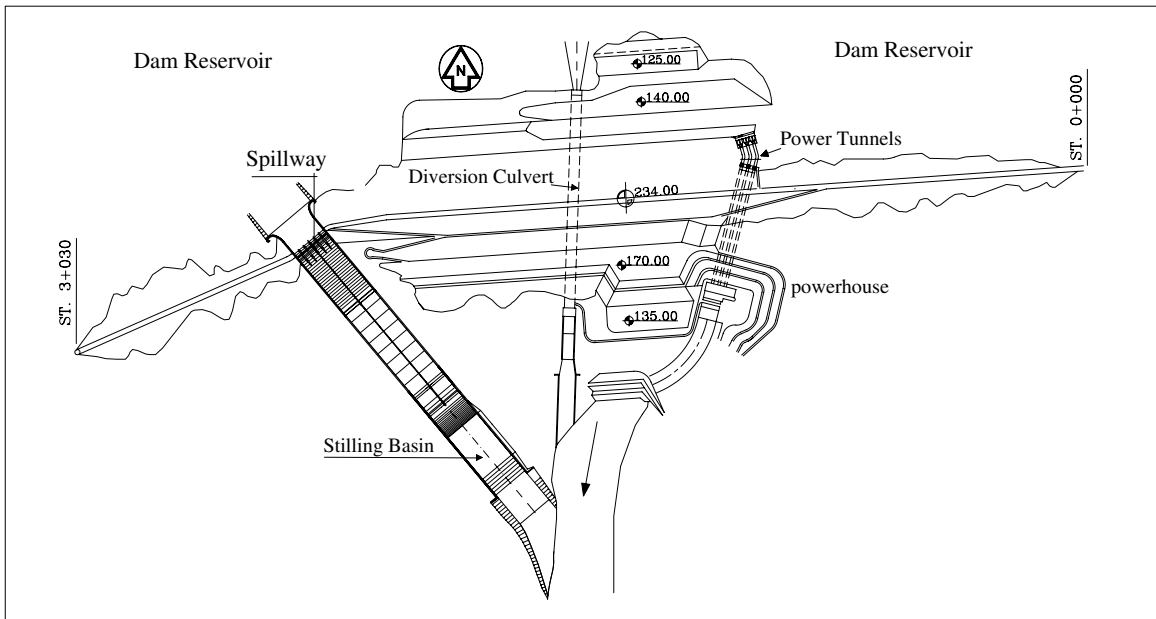 Dam Reservoir
Dam Reservoir
N
125.00
140.00
ST. 0+000
Power Tunnels
Spillway
Diversion Culvert
234.00
ST. 3+030
170.00
powerhouse
135.00
Stilling Basin